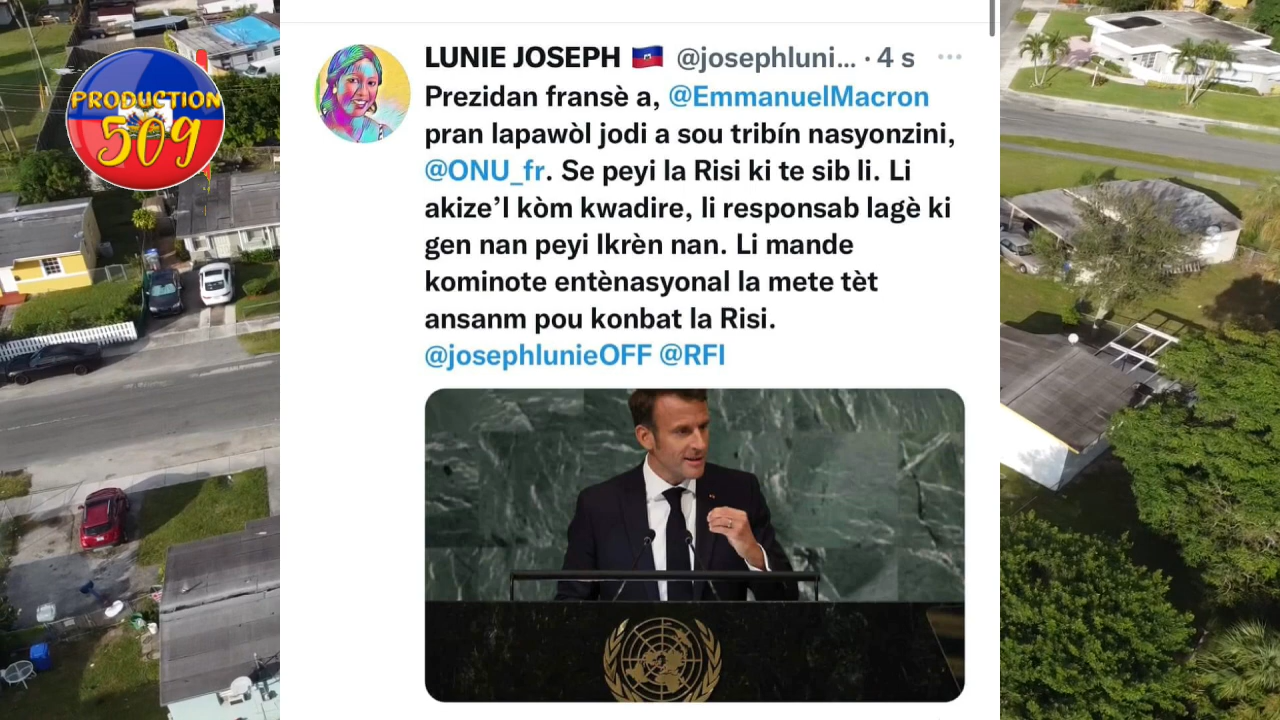 PRODUCTION
509
LUNIE JOSEPH 🇭🇹 @josephluni... · 4 s
Prezidan fransè a, @EmmanuelMacron
pran lapawòl jodi a sou tribín nasyonzini,
@ONU_fr. Se peyi la Risi ki te sib li. Li
akize’l kòm kwadire, li responsab lagè ki
gen nan peyi Ikrèn nan. Li mande
kominote entènasyonal la mete tèt
ansanm pou konbat la Risi.
@josephlunieOFF @RFI